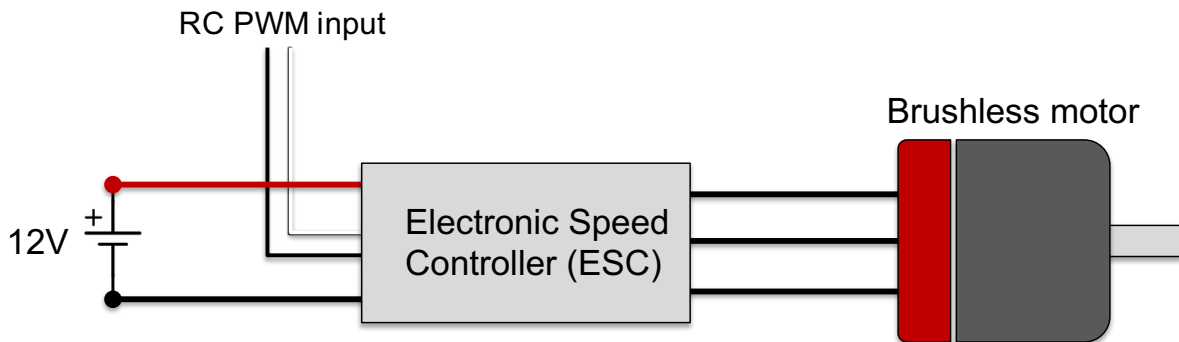 RC PWM input
Brushless motor
+
12V
Electronic Speed
Controller (ESC)